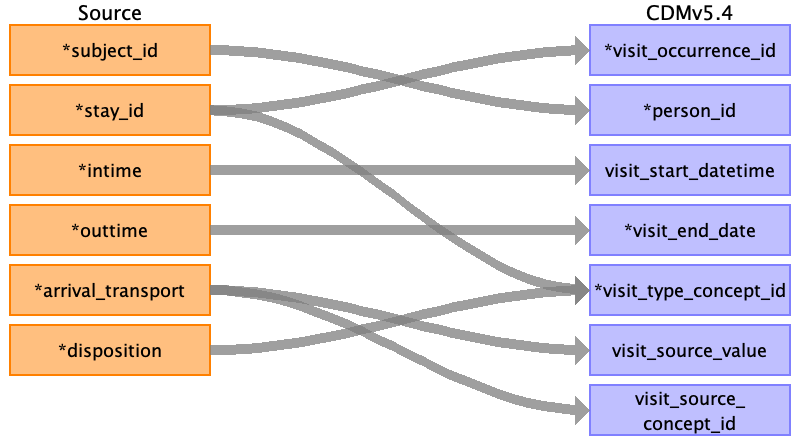 Source
CDMv5.4
*subject_id
*visit_occurrence_id
*stay_id
*person_id
*intime
visit_start_datetime
*outtime
*visit_end_date
*arrival_transport
*visit_type_concept_id
*disposition
visit_source_value
visit_source_
concept_id